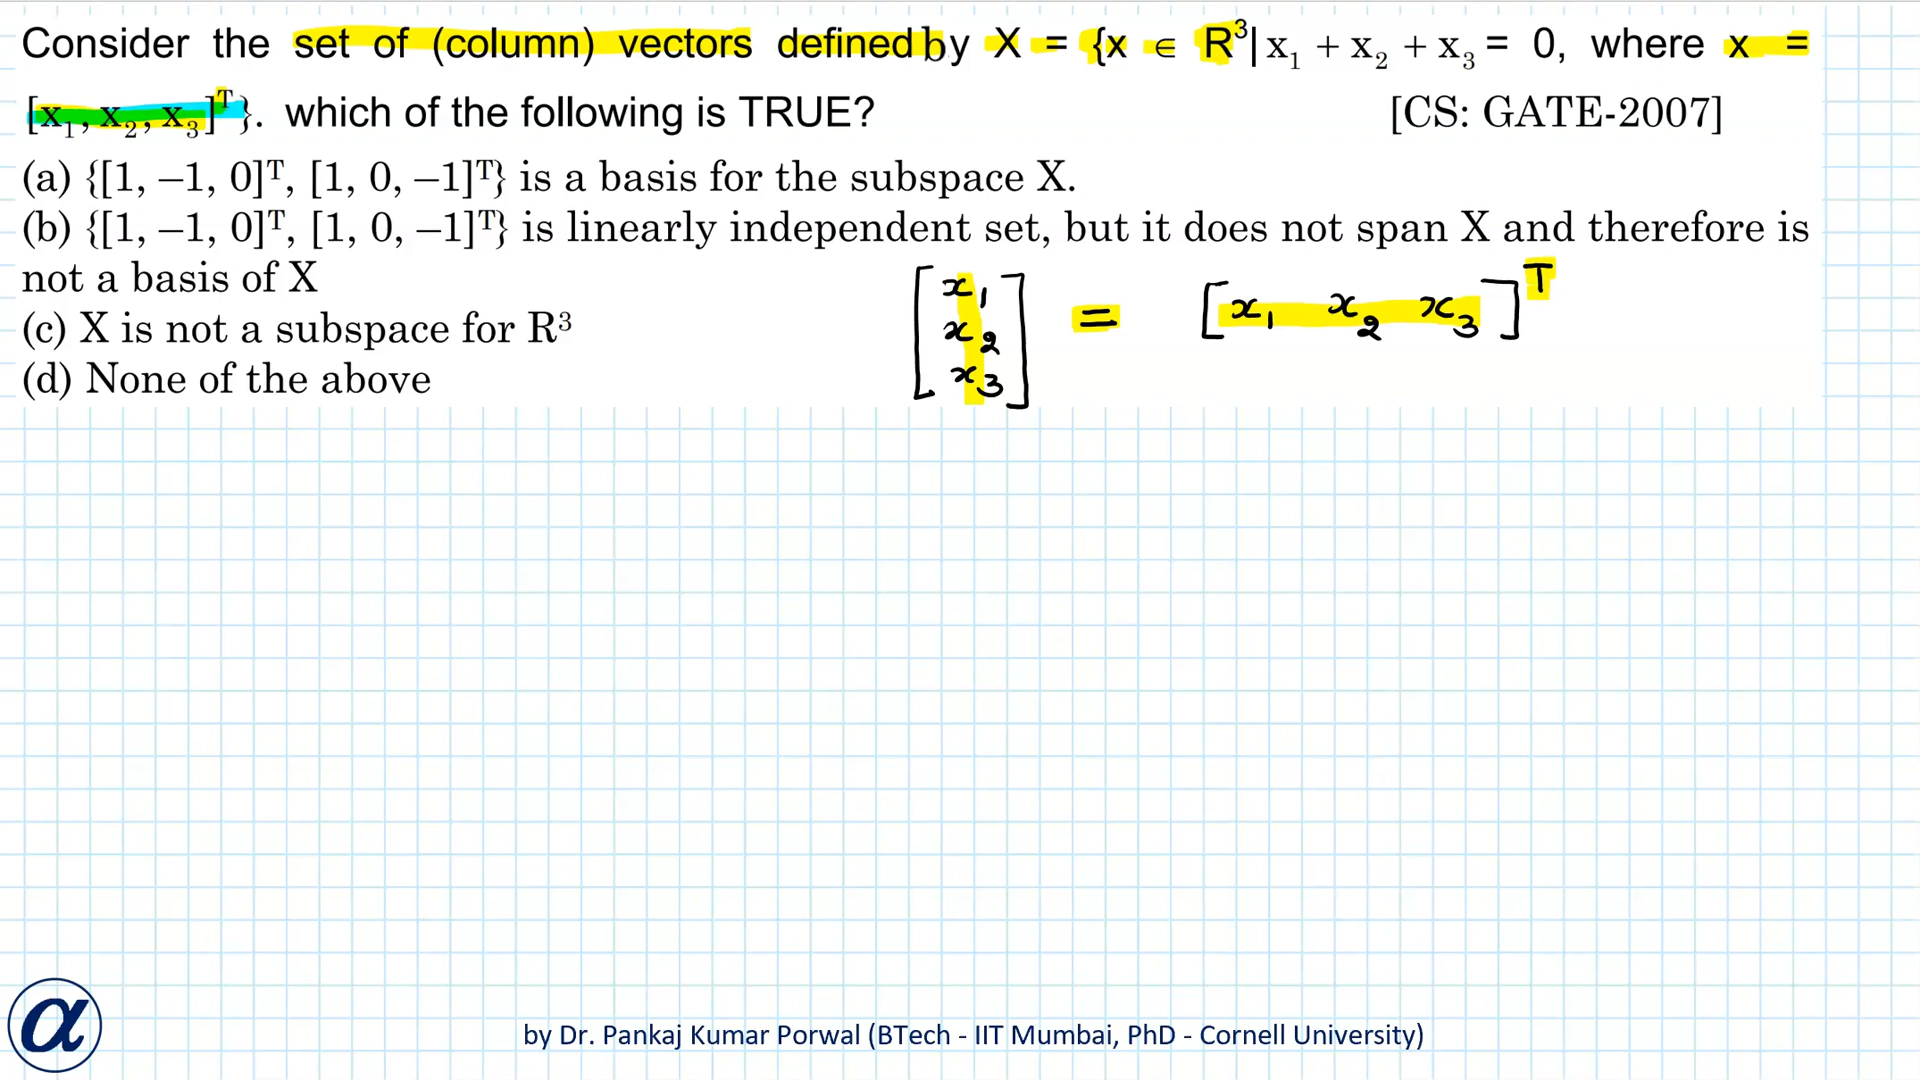 Consider the set of (column) vectors defined by X = {x ∈ R³| x₁ + x₂ + x₃ = 0, where x =
[x₁, x₂, x₃]ᵀ}. which of the following is TRUE? [CS: GATE-2007]
(a) {[1, –1, 0]ᵀ, [1, 0, –1]ᵀ} is a basis for the subspace X.
(b) {[1, –1, 0]ᵀ, [1, 0, –1]ᵀ} is linearly independent set, but it does not span X and therefore is
not a basis of X
(c) X is not a subspace for R³
(d) None of the above
[x₁
x₂
x₃] = [x₁ x₂ x₃]ᵀ
α
by Dr. Pankaj Kumar Porwal (BTech - IIT Mumbai, PhD - Cornell University)